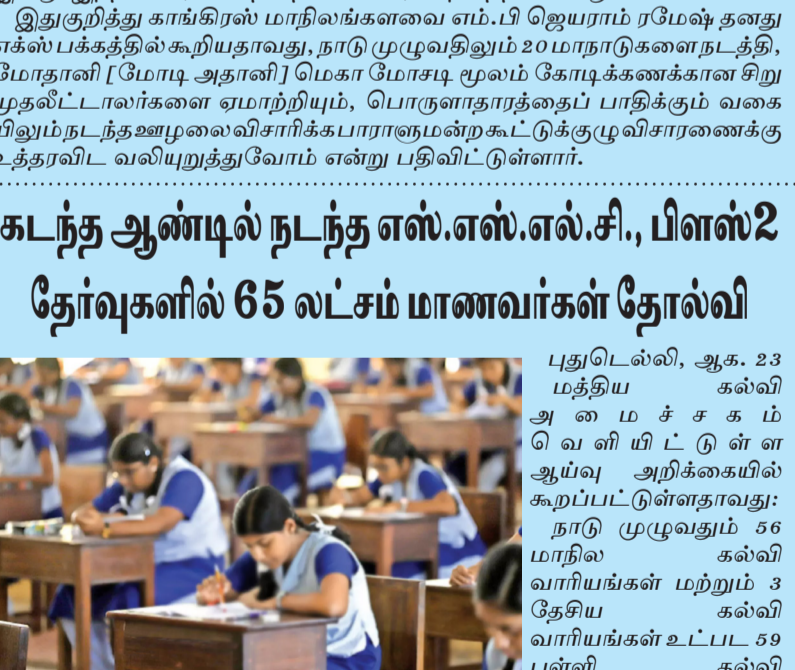 இதுகுறித்து காங்கிரஸ் மாநிலங்களவை எம்.பி ஜெயராம் ரமேஷ் தனது
எக்ஸ் பக்கத்தில் கூறியதாவது, நாடு முழுவதிலும் 20 மாநாடுகளை நடத்தி,
மோதானி [மோடி அதானி] மெகா மோசடி மூலம் கோடிக்கணக்கான சிறு
முதலீட்டாலர்களை ஏமாற்றியும், பொருளாதாரத்தைப் பாதிக்கும் வகை
யிலும் நடந்த ஊழலை விசாரிக்க பாராளுமன்ற கூட்டுக்குழு விசாரணைக்கு
உத்தரவிட வலியுறுத்துவோம் என்று பதிவிட்டுள்ளார்.
கடந்த ஆண்டில் நடந்த எஸ்.எஸ்.எல்.சி., பிளஸ்2
தேர்வுகளில் 65 லட்சம் மாணவர்கள் தோல்வி
புதுடெல்லி, ஆக. 23
மத்திய கல்வி
அமைச்சகம்
வெளியிட்டுள்ள
ஆய்வு அறிக்கையில்
கூறப்பட்டுள்ளதாவது:
நாடு முழுவதும் 56
மாநில கல்வி
வாரியங்கள் மற்றும் 3
தேசிய கல்வி
வாரியங்கள் உட்பட 59
பள்ளி கல்வி